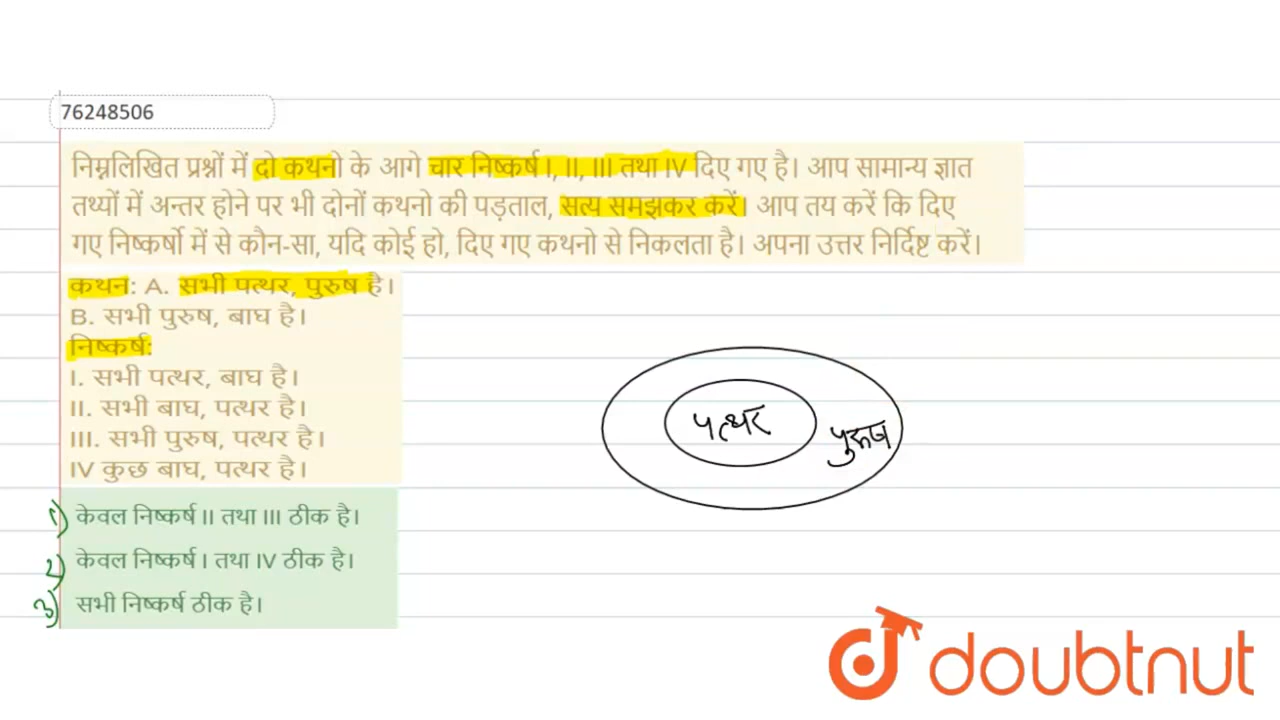 76248506
निम्नलिखित प्रश्नों में दो कथनो के आगे चार निष्कर्ष I, II, III तथा IV दिए गए है। आप सामान्य ज्ञात
तथ्यों में अन्तर होने पर भी दोनों कथनो की पड़ताल, सत्य समझकर करें। आप तय करें कि दिए
गए निष्कर्षो में से कौन-सा, यदि कोई हो, दिए गए कथनो से निकलता है। अपना उत्तर निर्दिष्ट करें।
कथन: A. सभी पत्थर, पुरुष है।
B. सभी पुरुष, बाघ है।
निष्कर्ष:
I. सभी पत्थर, बाघ है।
II. सभी बाघ, पत्थर है।
III. सभी पुरुष, पत्थर है।
IV कुछ बाघ, पत्थर है।
1) केवल निष्कर्ष II तथा III ठीक है।
2) केवल निष्कर्ष I तथा IV ठीक है।
3) सभी निष्कर्ष ठीक है।
पत्थर
पुरूष
doubtnut